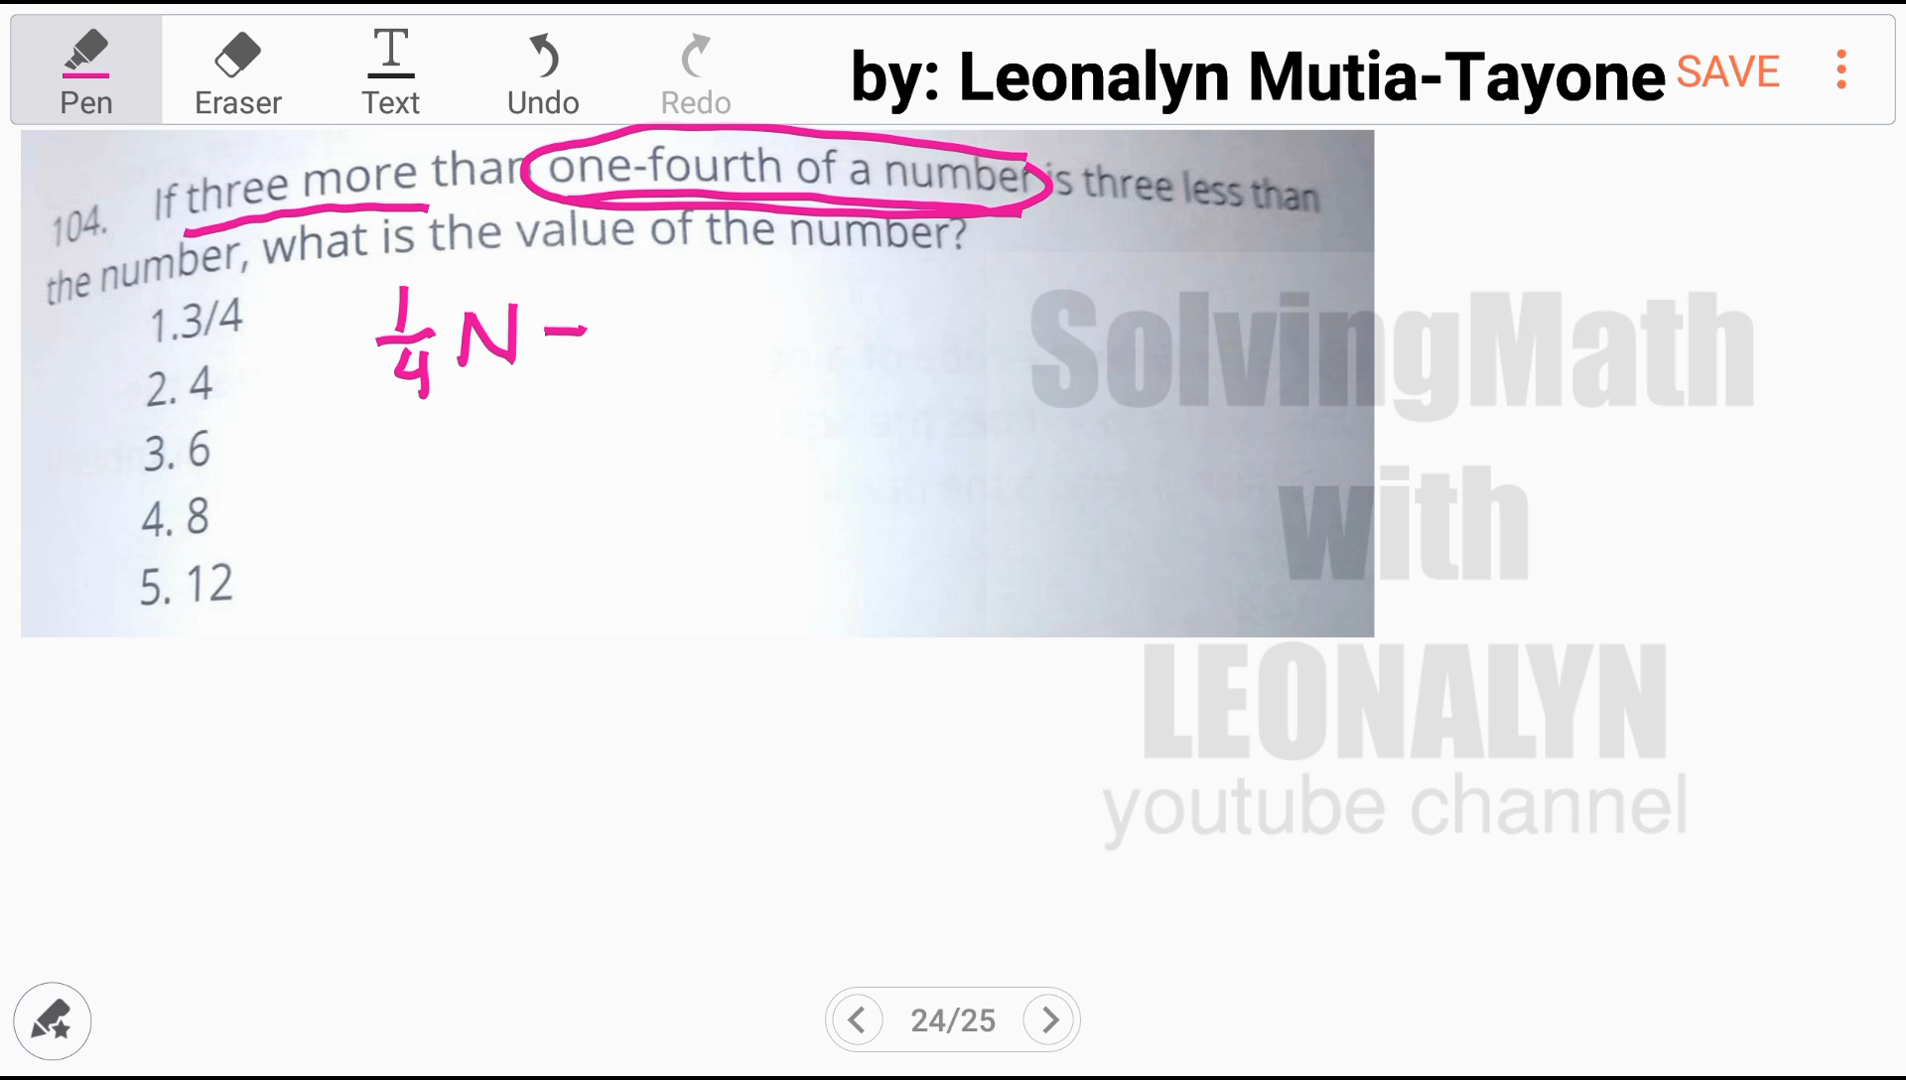 Pen Eraser Text Undo Redo by: Leonalyn Mutia-Tayone SAVE
104. If three more than one-fourth of a number is three less than
the number, what is the value of the number?
1.3/4
2. 4
3. 6
4. 8
5. 12
1/4 N -
SolvingMath
with
LEONALYN
youtube channel
24/25